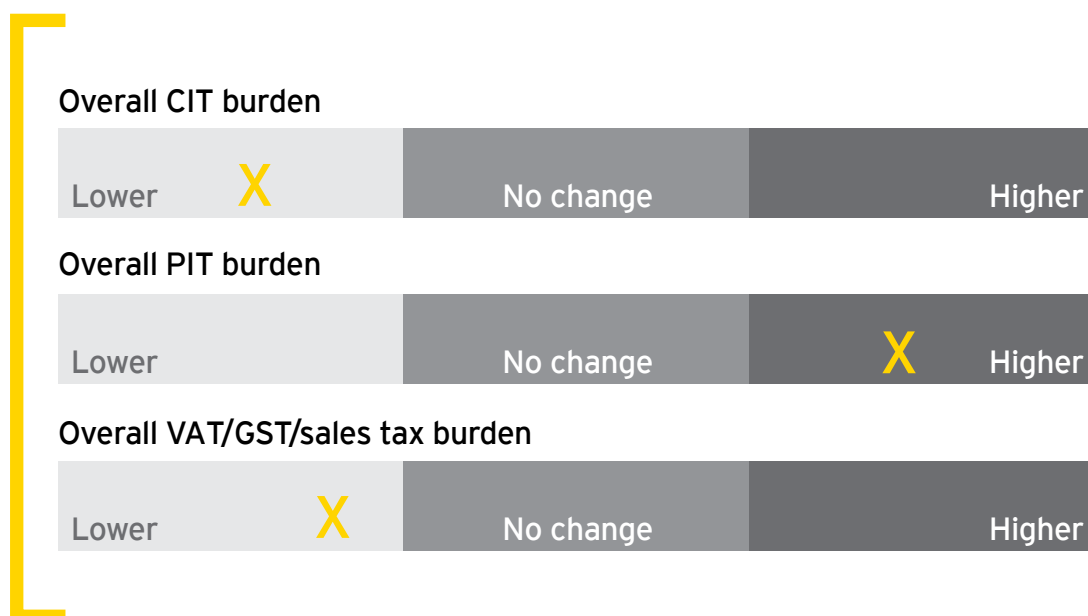 Overall CIT burden
Lower X No change Higher
Overall PIT burden
Lower No change X Higher
Overall VAT/GST/sales tax burden
Lower X No change Higher